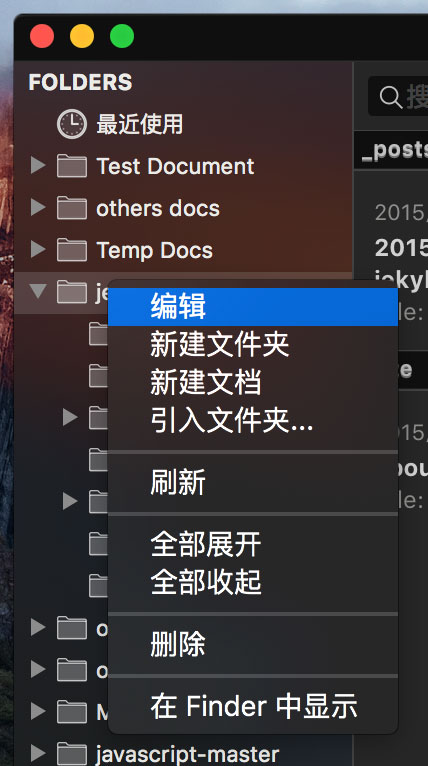 FOLDERS
最近使用
搜
Test Document
_posts
others docs
2015/
Temp Docs
2015
je
jekyl
编辑
le:
新建文件夹
新建文档
e
引入文件夹...
015/
bou
刷新
le:
全部展开
全部收起
o
删除
o
M
在 Finder 中显示
javascript-master